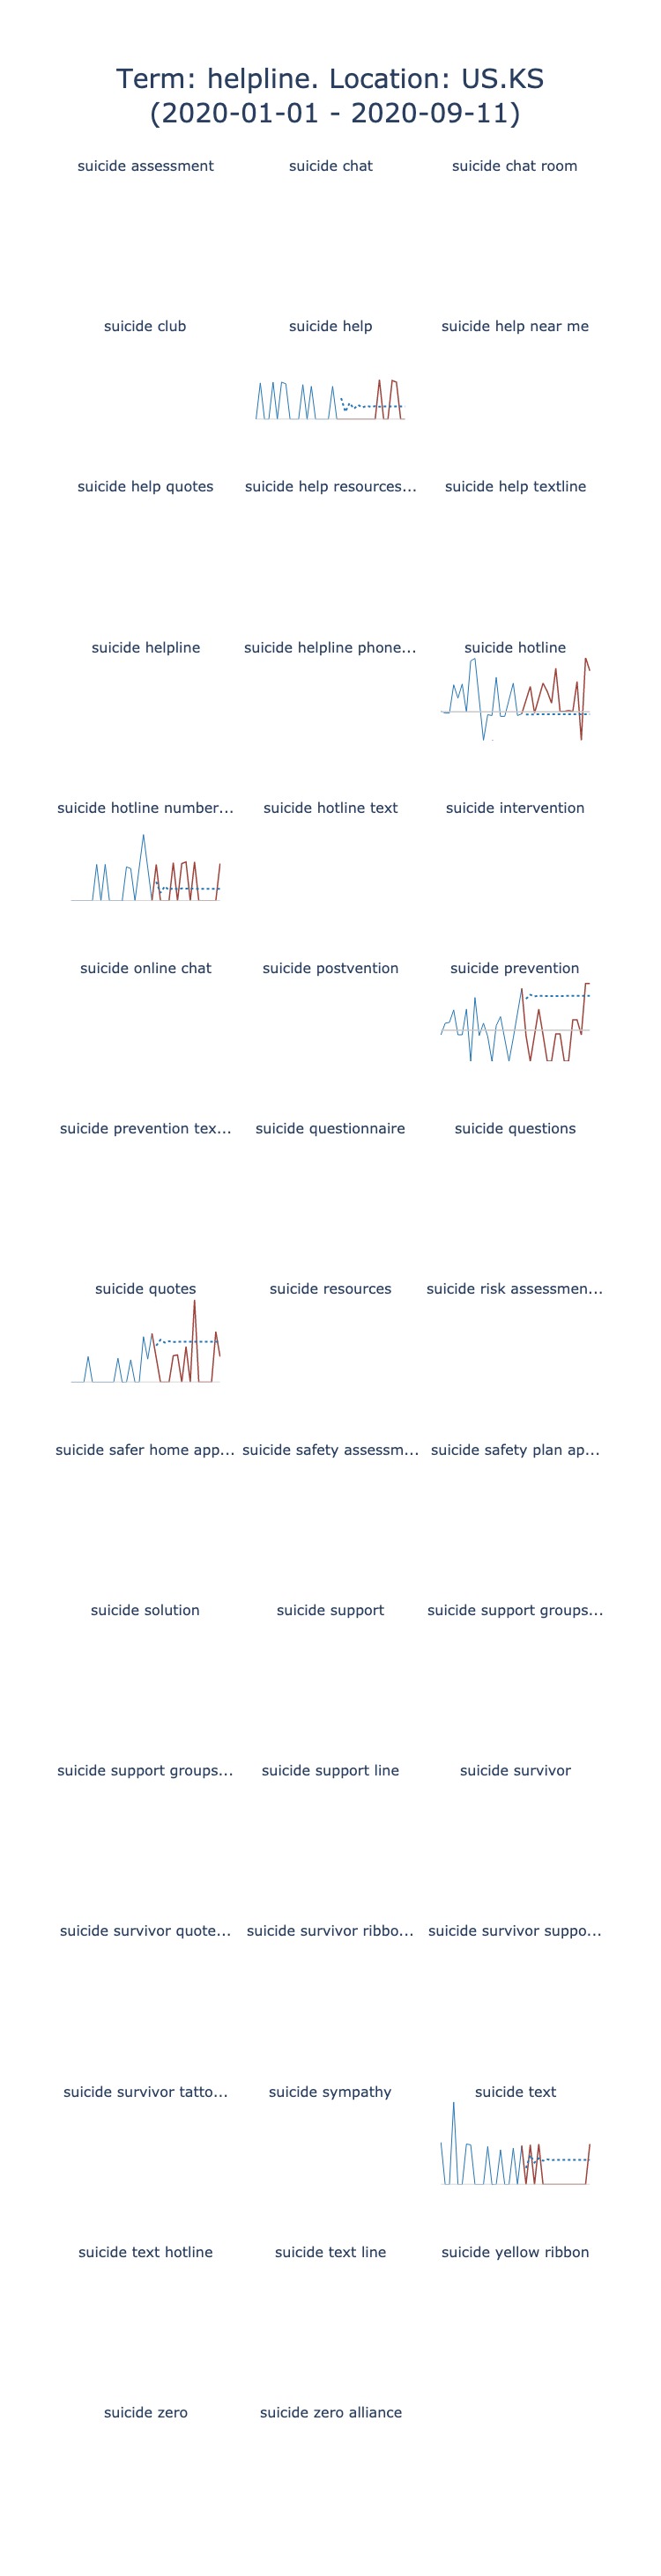 Term: helpline. Location: US.KS
(2020-01-01 - 2020-09-11)
suicide assessment
suicide chat
suicide chat room
suicide club
suicide help
suicide help near me
suicide help quotes
suicide help resources...
suicide help textline
suicide helpline
suicide helpline phone...
suicide hotline
suicide hotline number...
suicide hotline text
suicide intervention
suicide online chat
suicide postvention
suicide prevention
suicide prevention tex...
suicide questionnaire
suicide questions
suicide quotes
suicide resources
suicide risk assessmen...
suicide safer home app...
suicide safety assessm...
suicide safety plan ap...
suicide solution
suicide support
suicide support groups...
suicide support groups...
suicide support line
suicide survivor
suicide survivor quote...
suicide survivor ribbo...
suicide survivor suppo...
suicide survivor tatto...
suicide sympathy
suicide text
suicide text hotline
suicide text line
suicide yellow ribbon
suicide zero
suicide zero alliance